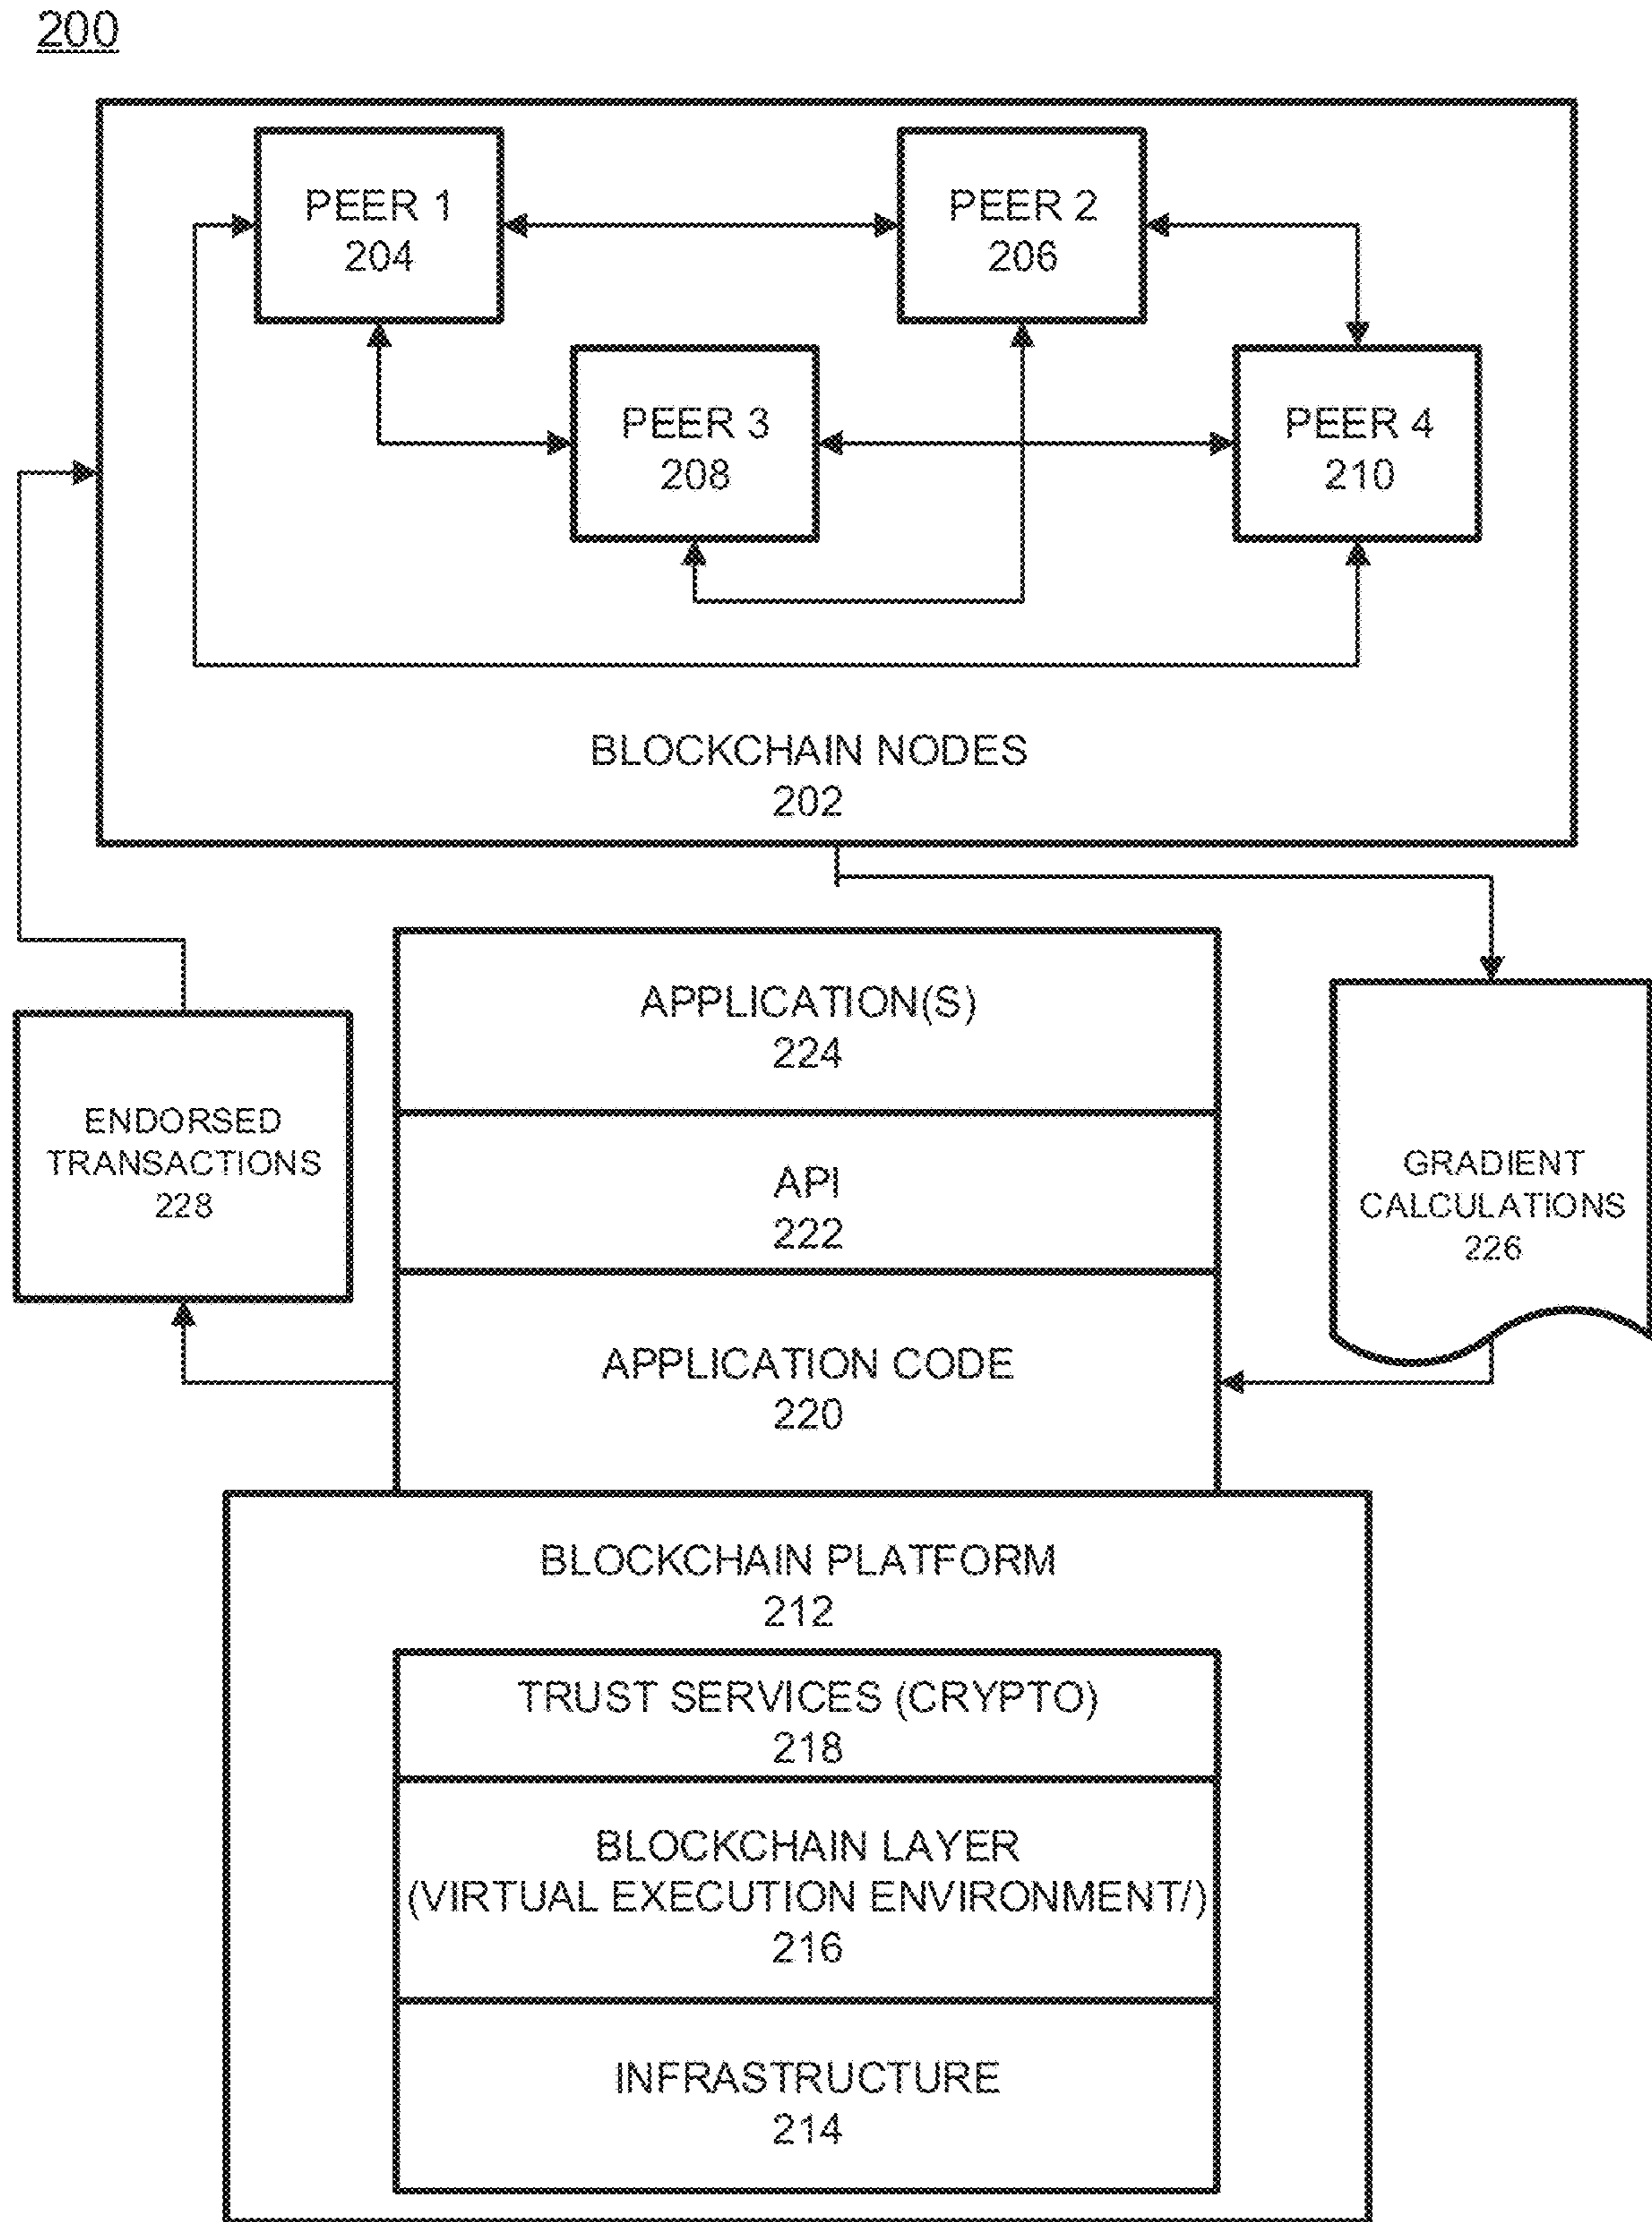 200
PEER 1
204
PEER 2
206
PEER 3
208
PEER 4
210
BLOCKCHAIN NODES
202
APPLICATION(S)
224
API
222
APPLICATION CODE
220
ENDORSED
TRANSACTIONS
228
GRADIENT
CALCULATIONS
226
BLOCKCHAIN PLATFORM
212
TRUST SERVICES (CRYPTO)
218
BLOCKCHAIN LAYER
(VIRTUAL EXECUTION ENVIRONMENT/)
216
INFRASTRUCTURE
214